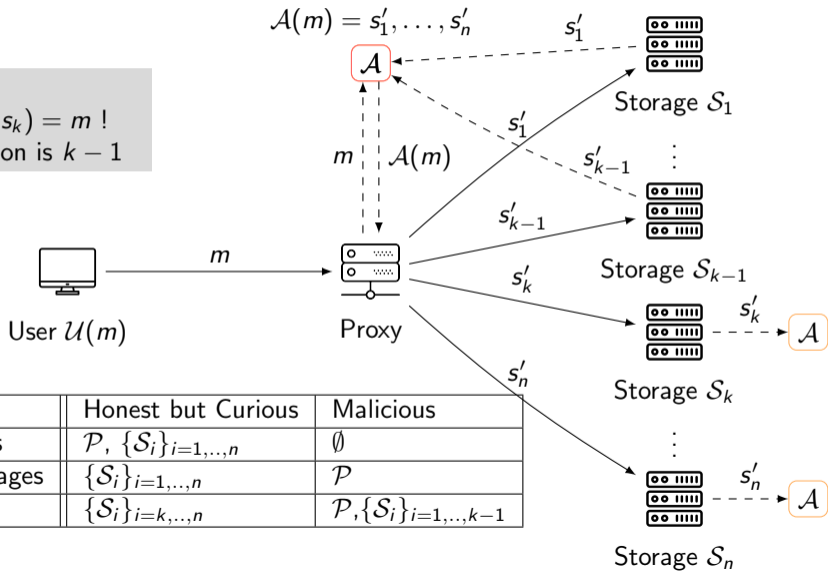 𝒜(m) = s′₁, . . . , s′ₙ
s′₁
𝒜
Storage 𝒮₁
sₖ) = m !
on is k − 1
m
𝒜(m)
s′₁
s′ₖ₋₁
⋮
s′ₖ₋₁
m
Storage 𝒮ₖ₋₁
s′ₖ
s′ₖ
User 𝒰(m)
Proxy
𝒜
s′ₙ
Storage 𝒮ₖ
Honest but Curious | Malicious
s | 𝒫, {𝒮ᵢ}ᵢ₌₁,..,ₙ | ∅
ages | {𝒮ᵢ}ᵢ₌₁,..,ₙ | 𝒫
{𝒮ᵢ}ᵢ₌ₖ,..,ₙ | 𝒫,{𝒮ᵢ}ᵢ₌₁,..,ₖ₋₁
⋮
s′ₙ
𝒜
Storage 𝒮ₙ